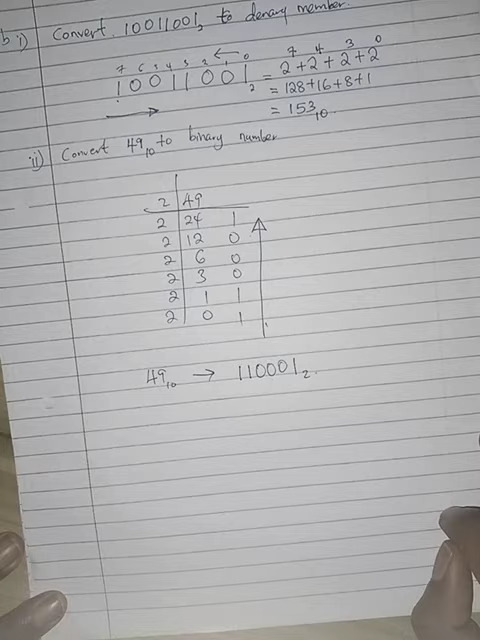 b i) Convert 10011001₂ to denary member.
7 6 5 4 3 2 1 0
10011001₂ = 2⁷+2⁴+2³+2⁰
= 128+16+8+1
= 153₁₀
ii) Convert 49₁₀ to binary number
2 49
2 24 1
2 12 0
2 6 0
2 3 0
2 1 1
2 0 1
49₁₀ → 110001₂.